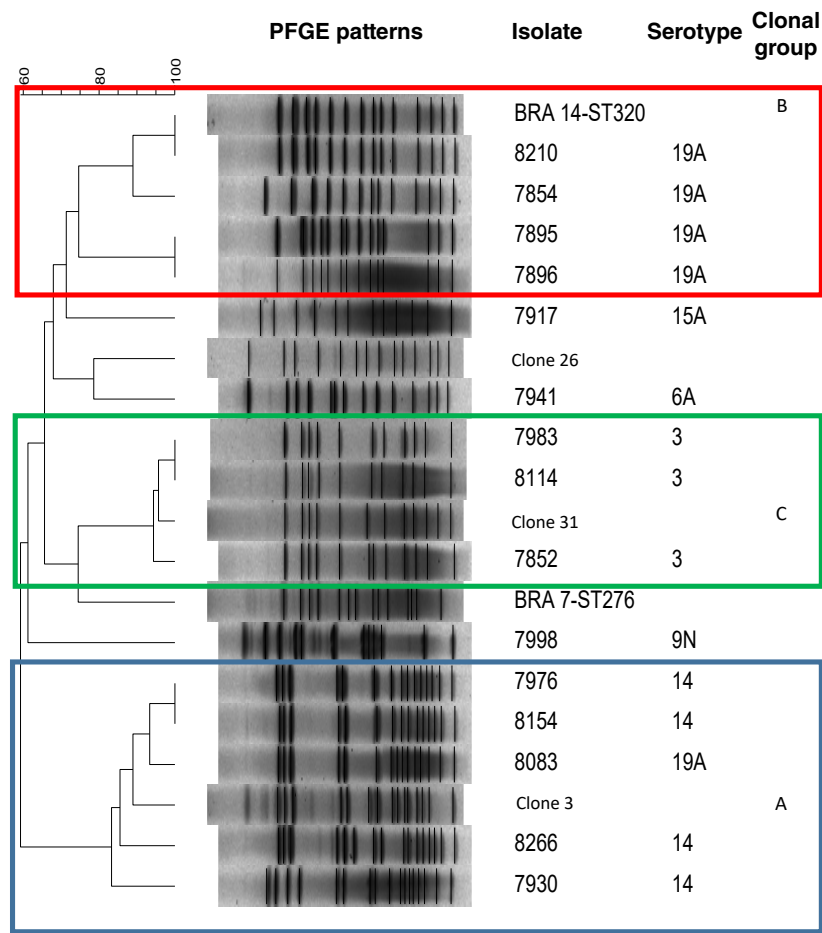 PFGE patterns Isolate Serotype Clonal
group
60 80 100
BRA 14-ST320 B
8210 19A
7854 19A
7895 19A
7896 19A
7917 15A
Clone 26
7941 6A
7983 3
8114 3
Clone 31 C
7852 3
BRA 7-ST276
7998 9N
7976 14
8154 14
8083 19A
Clone 3 A
8266 14
7930 14